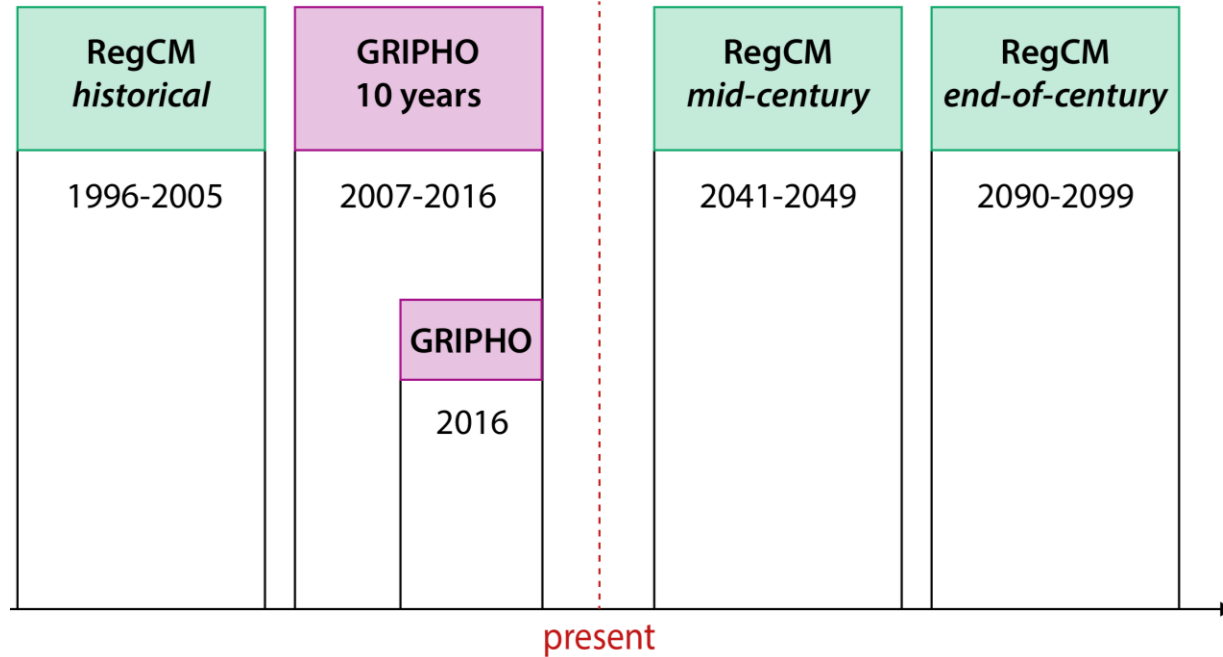 RegCM
historical
GRIPHO
10 years
RegCM
mid-century
RegCM
end-of-century
1996-2005
2007-2016
2041-2049
2090-2099
GRIPHO
2016
present